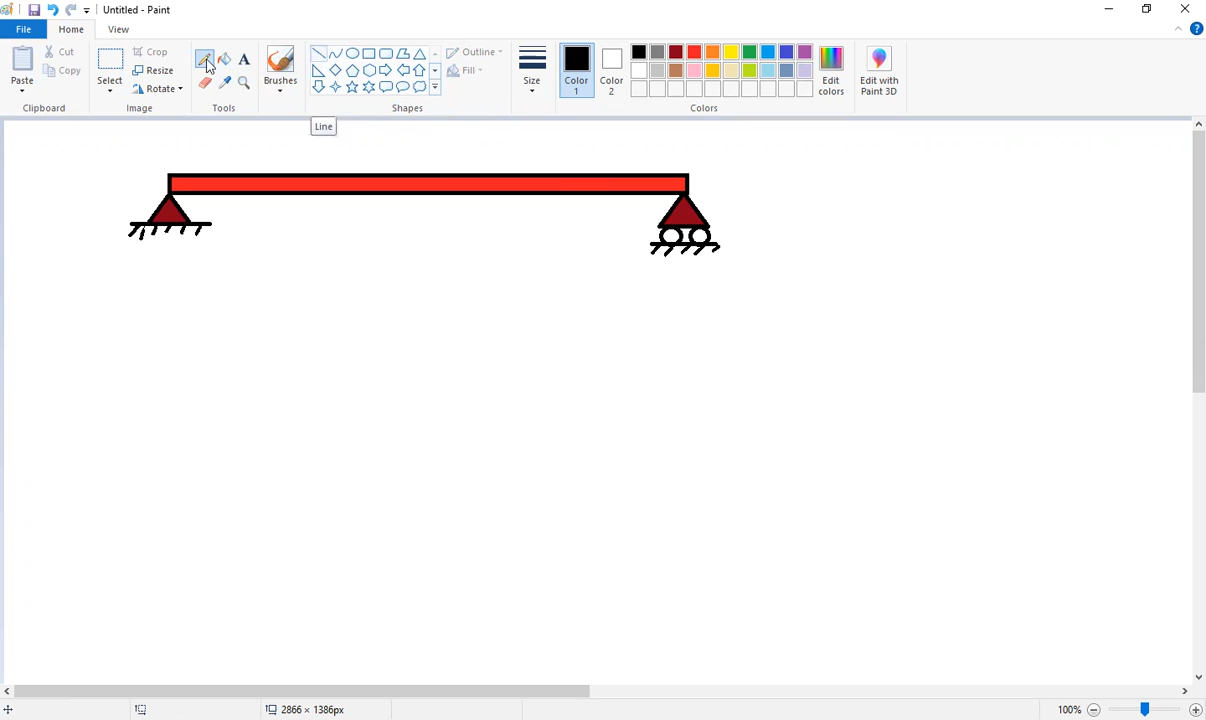 Untitled - Paint
File Home View
Paste
Cut
Copy
Clipboard
Select
Crop
Resize
Rotate
Image
Tools
Brushes
Shapes
Outline
Fill
Size
Color 1
Color 2
Colors
Edit colors
Edit with Paint 3D
Line
2866 × 1386px
100%